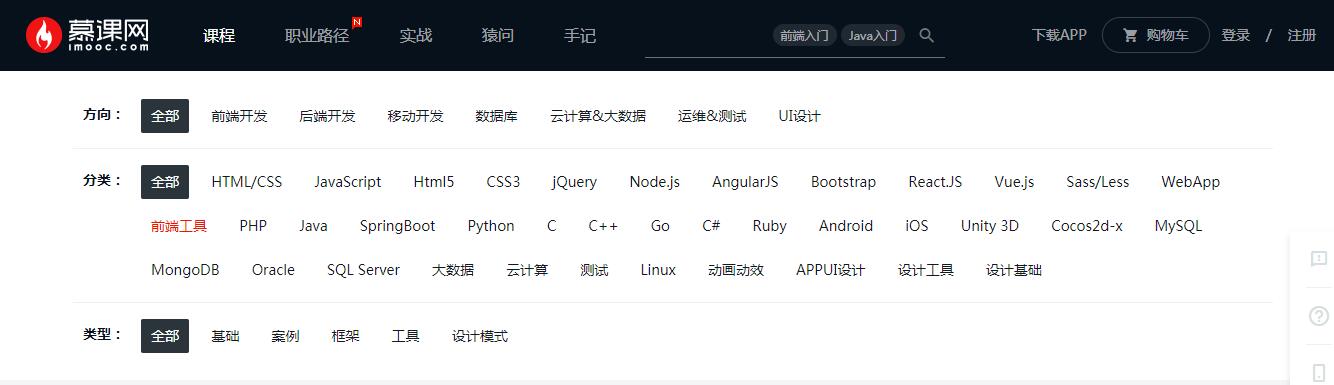 慕课网 课程 职业路径 N 实战 猿问 手记 前端入门 Java入门 下载APP 购物车 登录 / 注册
imooc.com
方向： 全部 前端开发 后端开发 移动开发 数据库 云计算&大数据 运维&测试 UI设计
分类： 全部 HTML/CSS JavaScript Html5 CSS3 jQuery Node.js AngularJS Bootstrap React.JS Vue.js Sass/Less WebApp
前端工具 PHP Java SpringBoot Python C C++ Go C# Ruby Android iOS Unity 3D Cocos2d-x MySQL
MongoDB Oracle SQL Server 大数据 云计算 测试 Linux 动画动效 APPUI设计 设计工具 设计基础
类型： 全部 基础 案例 框架 工具 设计模式